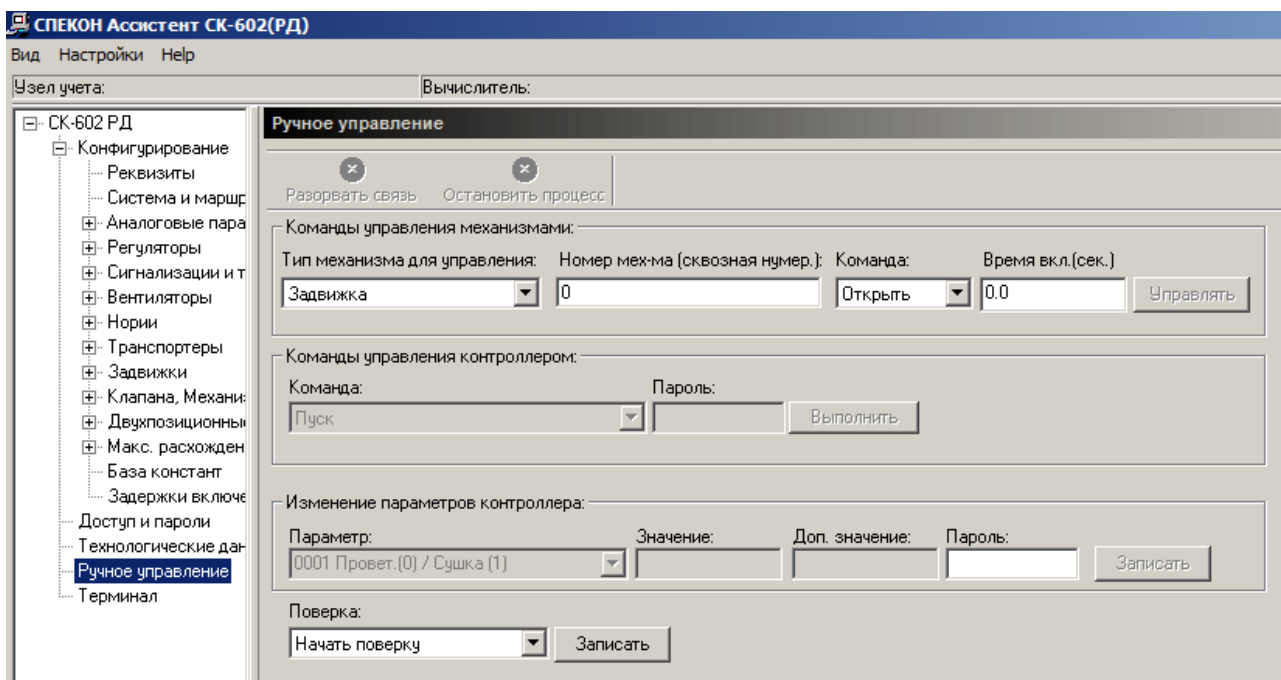 СПЕКОН Ассистент СК-602(РД)
Вид Настройки Help
Узел учета: Вычислитель:
СК-602 РД
Конфигурирование
Реквизиты
Система и маршр
Аналоговые пара
Регуляторы
Сигнализации и т
Вентиляторы
Нории
Транспортеры
Задвижки
Клапана, Механи
Двухпозиционны
Макс. расхожден
База констант
Задержки включе
Доступ и пароли
Технологические дан
Ручное управление
Терминал
Ручное управление
Разорвать связь Остановить процесс
Команды управления механизмами:
Тип механизма для управления: Номер мех-ма (сквозная нумер.): Команда: Время вкл.(сек.)
Задвижка 0 Открыть 0.0 Управлять
Команды управления контроллером:
Команда: Пароль:
Пуск Выполнить
Изменение параметров контроллера:
Параметр: Значение: Доп. значение: Пароль:
0001 Провет.(0) / Сушка (1) Записать
Поверка:
Начать поверку Записать